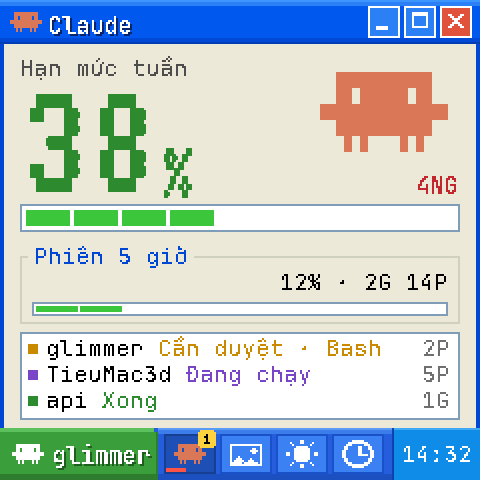 Claude
Hạn mức tuần
38%
4NG
Phiên 5 giờ
12% · 2G 14P
glimmer Cần duyệt · Bash 2P
TieuMac3d Đang chạy 5P
api Xong 1G
glimmer 1 14:32